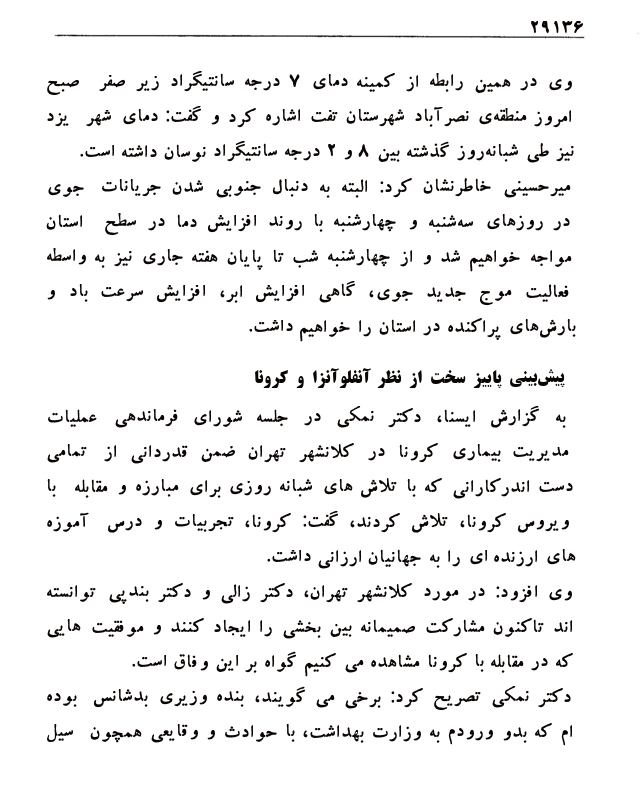 ۲۹۱۳۶
وی در همین رابطه از کمینه دمای ۷ درجه سانتیگراد زیر صفر صبح
امروز منطقه‌ی نصرآباد شهرستان تفت اشاره کرد و گفت: دمای شهر یزد
نیز طی شبانه‌روز گذشته بین ۸ و ۲ درجه سانتیگراد نوسان داشته است.
میرحسینی خاطرنشان کرد: البته به دنبال جنوبی شدن جریانات جوی
در روزهای سه‌شنبه و چهارشنبه با روند افزایش دما در سطح استان
مواجه خواهیم شد و از چهارشنبه شب تا پایان هفته جاری نیز به واسطه
فعالیت موج جدید جوی، گاهی افزایش ابر، افزایش سرعت باد و
بارش‌های پراکنده در استان را خواهیم داشت.
پیش‌بینی پاییز سخت از نظر آنفلوآنزا و کرونا
به گزارش ایسنا، دکتر نمکی در جلسه شورای فرماندهی عملیات
مدیریت بیماری کرونا در کلانشهر تهران ضمن قدردانی از تمامی
دست اندرکارانی که با تلاش های شبانه روزی برای مبارزه و مقابله با
ویروس کرونا، تلاش کردند، گفت: کرونا، تجربیات و درس آموزه
های ارزنده ای را به جهانیان ارزانی داشت.
وی افزود: در مورد کلانشهر تهران، دکتر زالی و دکتر بندپی توانسته
اند تاکنون مشارکت صمیمانه بین بخشی را ایجاد کنند و موفقیت هایی
که در مقابله با کرونا مشاهده می کنیم گواه بر این وفاق است.
دکتر نمکی تصریح کرد: برخی می گویند، بنده وزیری بدشانس بوده
ام که بدو ورودم به وزارت بهداشت، با حوادث و وقایعی همچون سیل